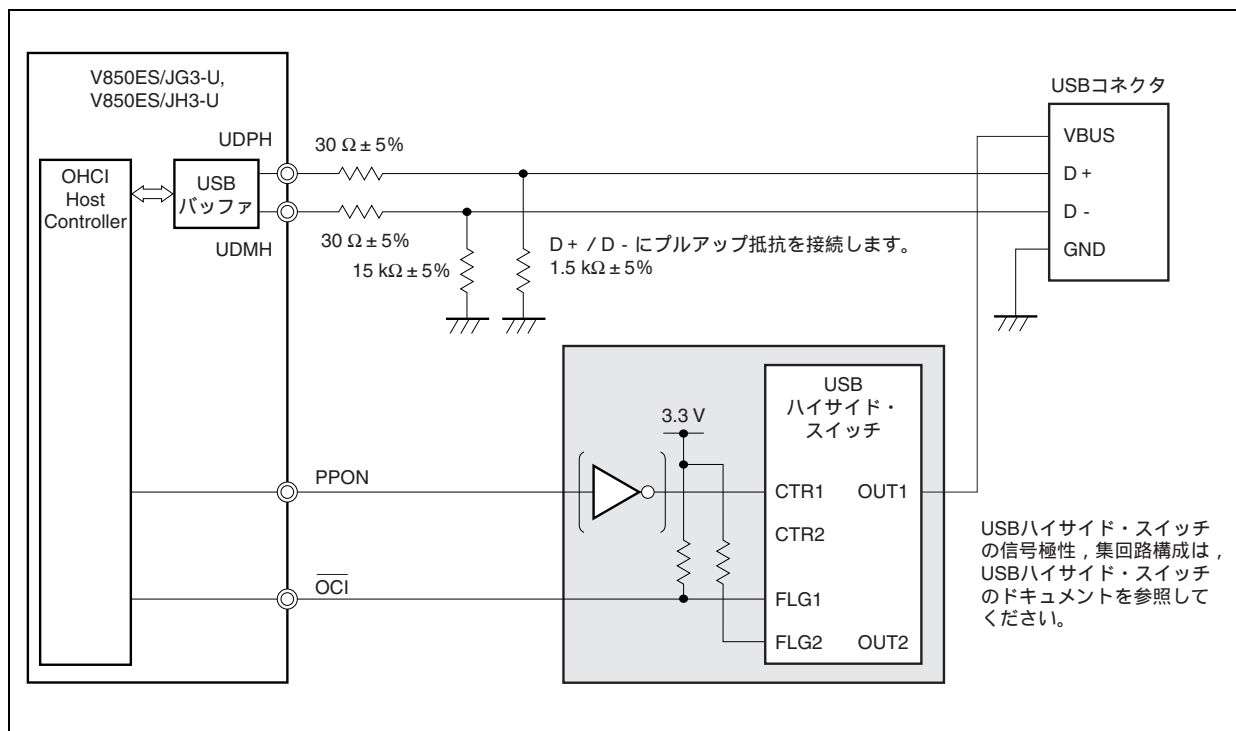 V850ES/JG3-U,
V850ES/JH3-U
UDPH
OHCI
Host
Controller
USB
バッファ
UDMH
30 Ω ± 5%
30 Ω ± 5%
15 kΩ ± 5%
D + / D - にプルアップ抵抗を接続します。
1.5 kΩ ± 5%
USBコネクタ
VBUS
D +
D -
GND
PPON
OCI
3.3 V
USB
ハイサイド・
スイッチ
CTR1 OUT1
CTR2
FLG1
FLG2 OUT2
USBハイサイド・スイッチ
の信号極性 , 集回路構成は ,
USBハイサイド・スイッチ
のドキュメントを参照して
ください。